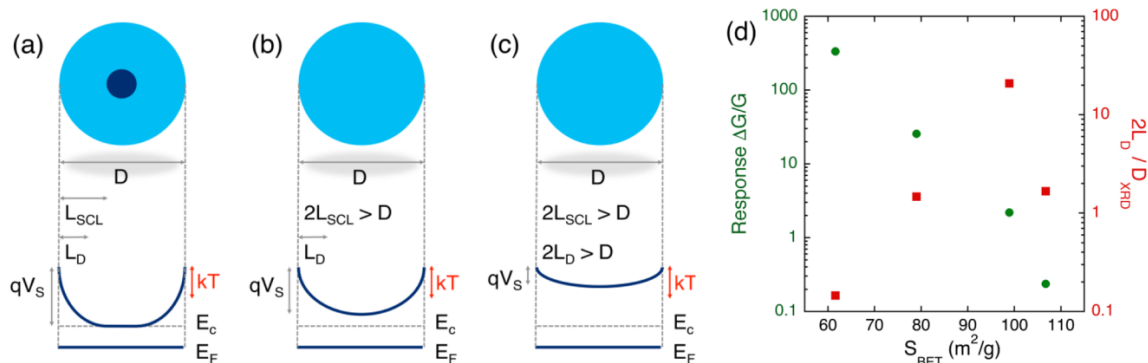 (a)
D
L_SCL
L_D
qV_S
kT
E_c
E_F
(b)
D
2L_SCL > D
L_D
qV_S
kT
E_c
E_F
(c)
D
2L_SCL > D
2L_D > D
qV_S
kT
E_c
E_F
(d)
Response ΔG/G
1000
100
10
1
0.1
60 70 80 90 100 110
S_BET (m²/g)
100
10
1
0.1
2L_D / D_XRD